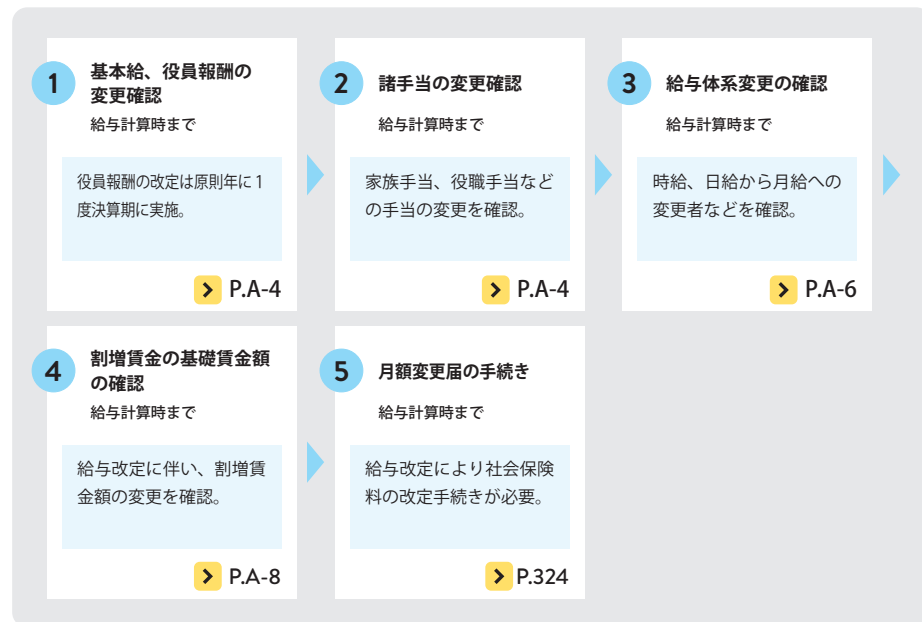 1
基本給、役員報酬の
変更確認
給与計算時まで
役員報酬の改定は原則年に1
度決算期に実施。
P.A-4
2
諸手当の変更確認
給与計算時まで
家族手当、役職手当など
の手当の変更を確認。
P.A-4
3
給与体系変更の確認
給与計算時まで
時給、日給から月給への
変更者などを確認。
P.A-6
4
割増賃金の基礎賃金額
の確認
給与計算時まで
給与改定に伴い、割増賃
金額の変更を確認。
P.A-8
5
月額変更届の手続き
給与計算時まで
給与改定により社会保険
料の改定手続きが必要。
P.324